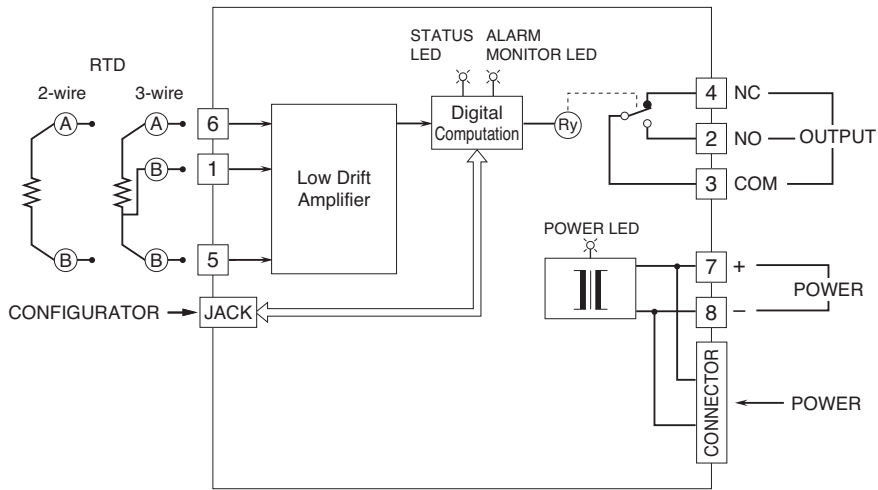 STATUS LED
ALARM MONITOR LED
RTD
2-wire
3-wire
A
A
B
B
B
6
1
5
Low Drift
Amplifier
Digital
Computation
Ry
4
NC
2
NO
OUTPUT
3
COM
POWER LED
7
+
8
−
POWER
CONFIGURATOR
JACK
CONNECTOR
POWER